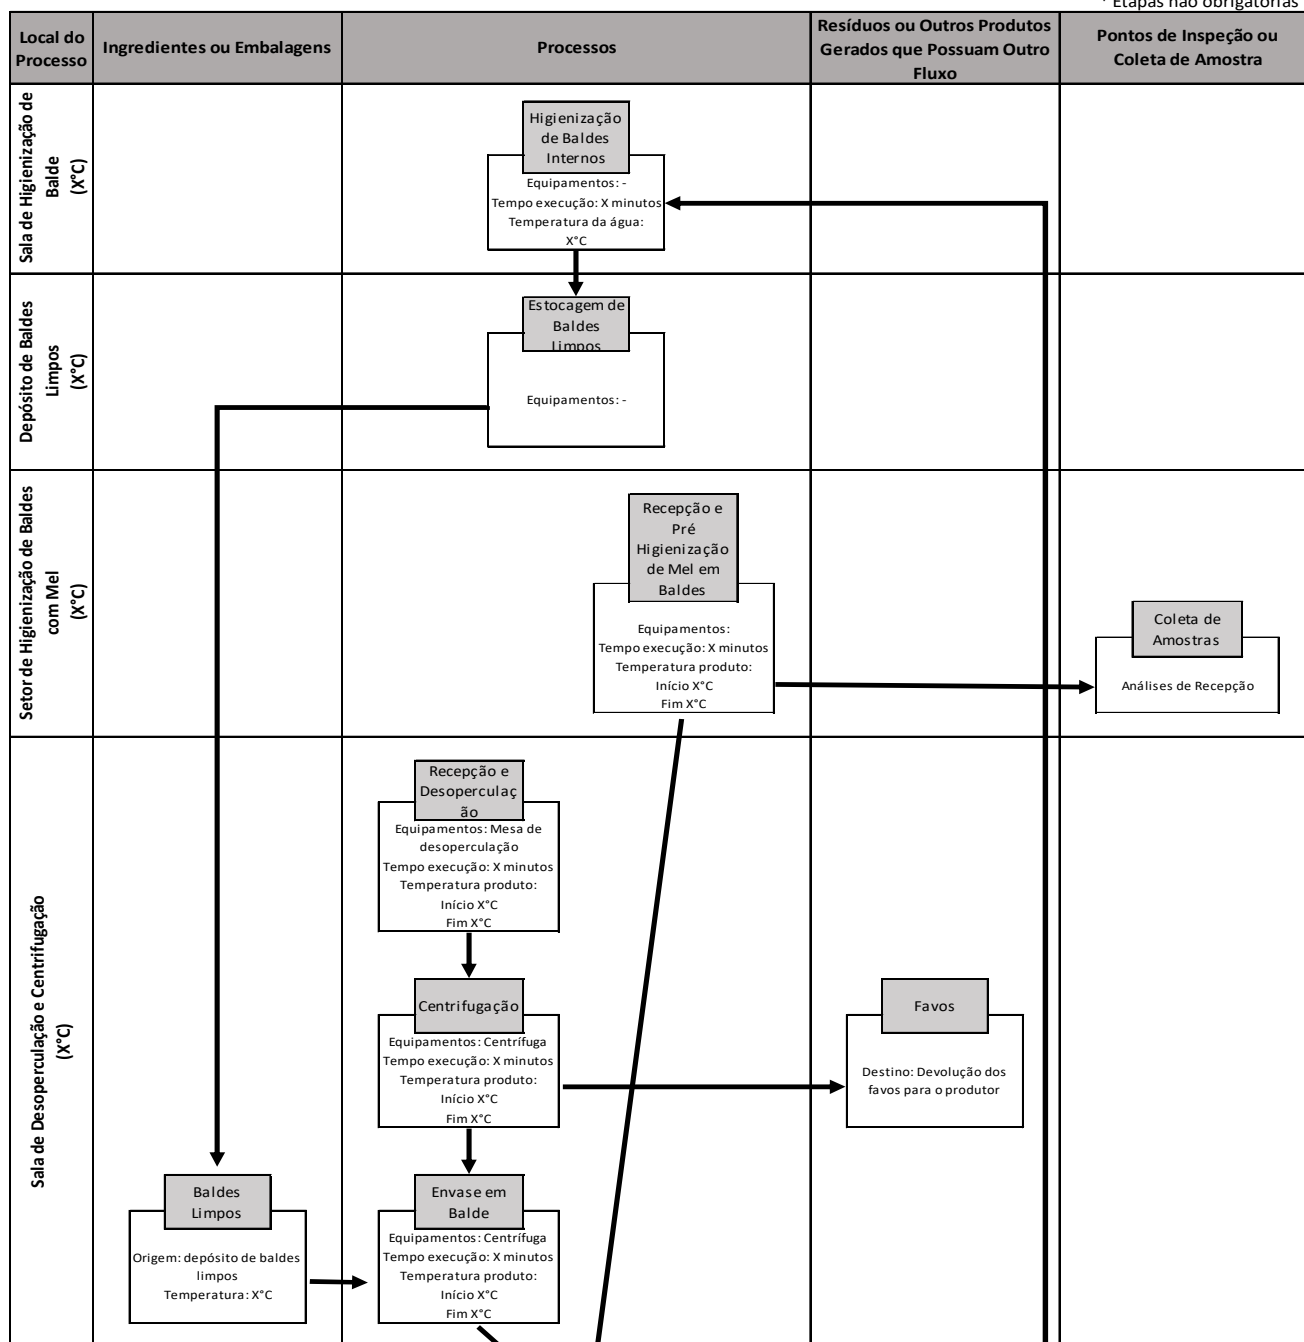 * Etapas não obrigatórias
Local do
Processo
Ingredientes ou Embalagens
Processos
Resíduos ou Outros Produtos
Gerados que Possuam Outro
Fluxo
Pontos de Inspeção ou
Coleta de Amostra
Sala de Higienização de
Balde
(X°C)
Higienização
de Baldes
Internos
Equipamentos: -
Tempo execução: X minutos
Temperatura da água:
X°C
Depósito de Baldes
Limpos
(X°C)
Estocagem de
Baldes
Limpos
Equipamentos: -
Setor de Higienização de Baldes
com Mel
(X°C)
Recepção e
Pré
Higienização
de Mel em
Baldes
Equipamentos:
Tempo execução: X minutos
Temperatura produto:
Início X°C
Fim X°C
Coleta de
Amostras
Análises de Recepção
Sala de Desoperculação e Centrifugação
(X°C)
Recepção e
Desoperculaç
ão
Equipamentos: Mesa de
desoperculação
Tempo execução: X minutos
Temperatura produto:
Início X°C
Fim X°C
Centrifugação
Equipamentos: Centrífuga
Tempo execução: X minutos
Temperatura produto:
Início X°C
Fim X°C
Favos
Destino: Devolução dos
favos para o produtor
Baldes
Limpos
Origem: depósito de baldes
limpos
Temperatura: X°C
Envase em
Balde
Equipamentos: Centrífuga
Tempo execução: X minutos
Temperatura produto:
Início X°C
Fim X°C